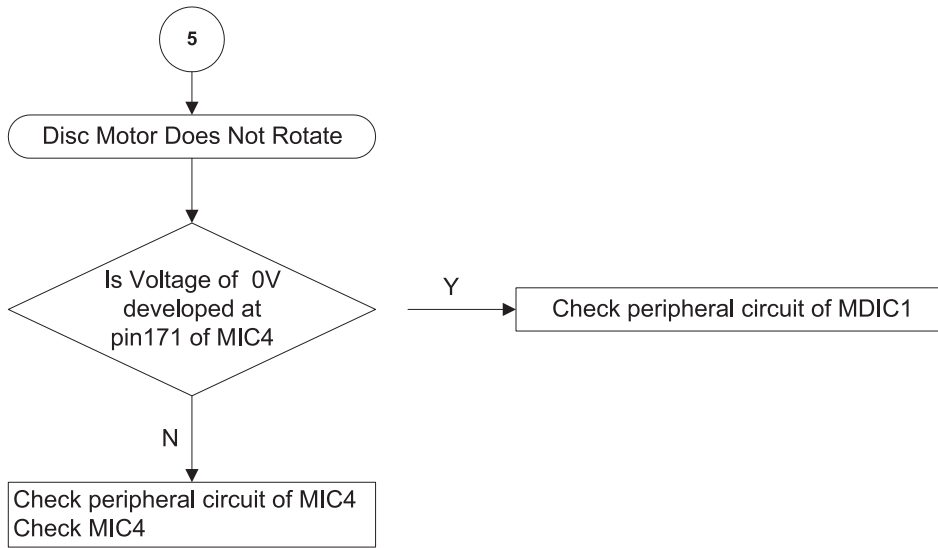 5
Disc Motor Does Not Rotate
Is Voltage of 0V
developed at
pin171 of MIC4
Y
Check peripheral circuit of MDIC1
N
Check peripheral circuit of MIC4
Check MIC4